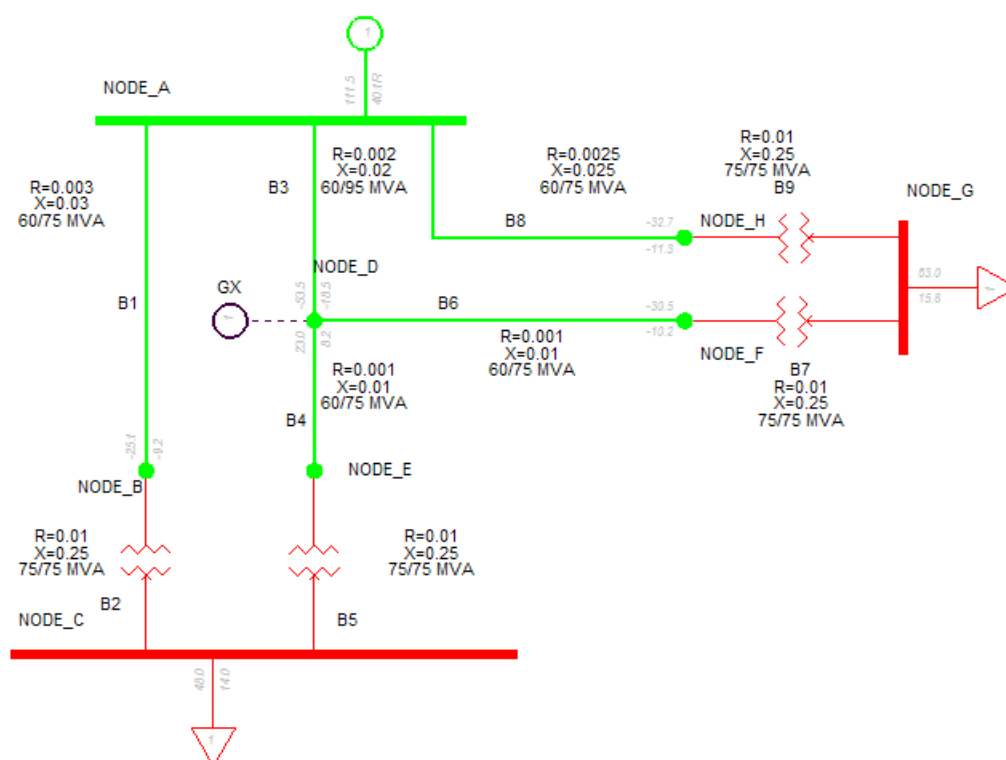 1
111.5
40.1R
NODE_A
R=0.003
X=0.03
60/75 MVA
B3
R=0.002
X=0.02
60/95 MVA
R=0.0025
X=0.025
60/75 MVA
B8
R=0.01
X=0.25
75/75 MVA
B9
NODE_G
-32.7
-11.3
NODE_H
NODE_D
-53.5
-18.5
GX
1
B1
B6
-30.5
-10.2
63.0
15.8
1
23.0
8.2
R=0.001
X=0.01
60/75 MVA
R=0.001
X=0.01
60/75 MVA
NODE_F
B7
R=0.01
X=0.25
75/75 MVA
B4
-25.1
-9.2
NODE_B
NODE_E
R=0.01
X=0.25
75/75 MVA
R=0.01
X=0.25
75/75 MVA
B2
NODE_C
B5
48.0
14.0
1